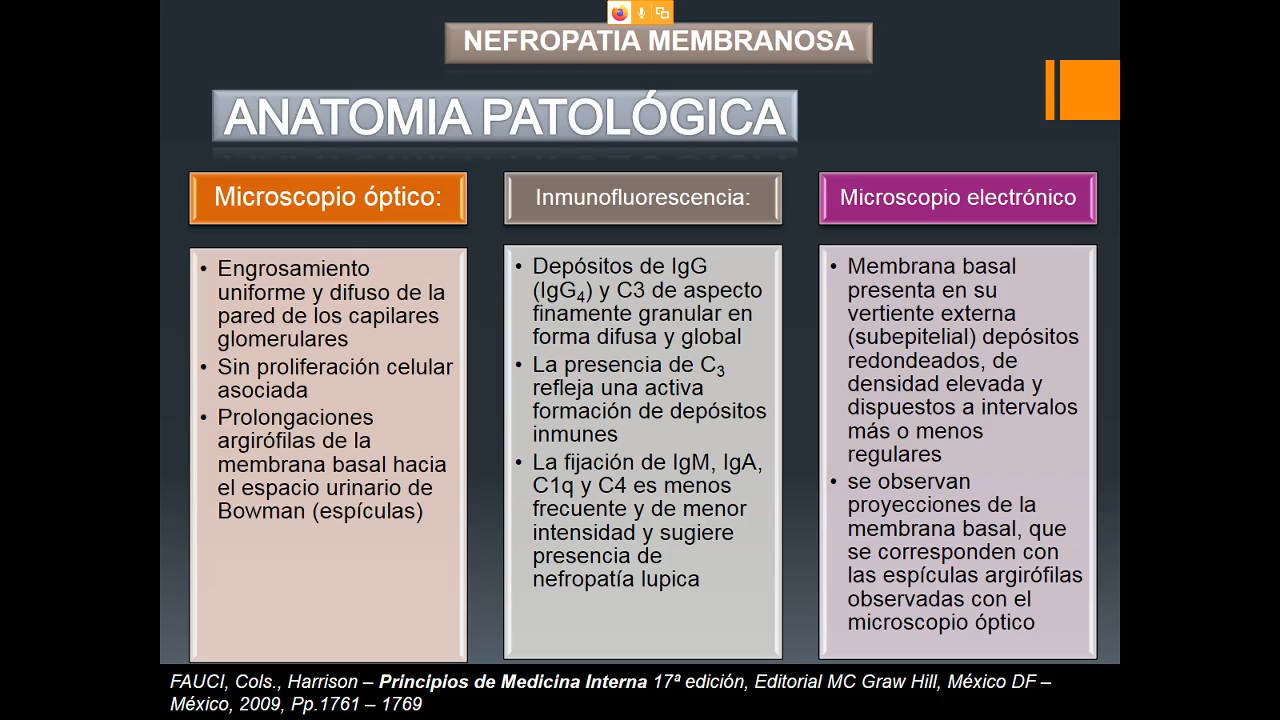 NEFROPATIA MEMBRANOSA
ANATOMIA PATOLÓGICA
Microscopio óptico:
• Engrosamiento
uniforme y difuso de la
pared de los capilares
glomerulares
• Sin proliferación celular
asociada
• Prolongaciones
argirófilas de la
membrana basal hacia
el espacio urinario de
Bowman (espículas)
Inmunofluorescencia:
• Depósitos de IgG
(IgG₄) y C3 de aspecto
finamente granular en
forma difusa y global
• La presencia de C₃
refleja una activa
formación de depósitos
inmunes
• La fijación de IgM, IgA,
C1q y C4 es menos
frecuente y de menor
intensidad y sugiere
presencia de
nefropatía lupica
Microscopio electrónico
• Membrana basal
presenta en su
vertiente externa
(subepitelial) depósitos
redondeados, de
densidad elevada y
dispuestos a intervalos
más o menos
regulares
• se observan
proyecciones de la
membrana basal, que
se corresponden con
las espículas argirófilas
observadas con el
microscopio óptico
FAUCI, Cols., Harrison – Principios de Medicina Interna 17ª edición, Editorial MC Graw Hill, México DF –
México, 2009, Pp.1761 – 1769